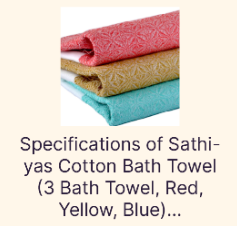 Specifications of Sathi-
yas Cotton Bath Towel
(3 Bath Towel, Red,
Yellow, Blue)...